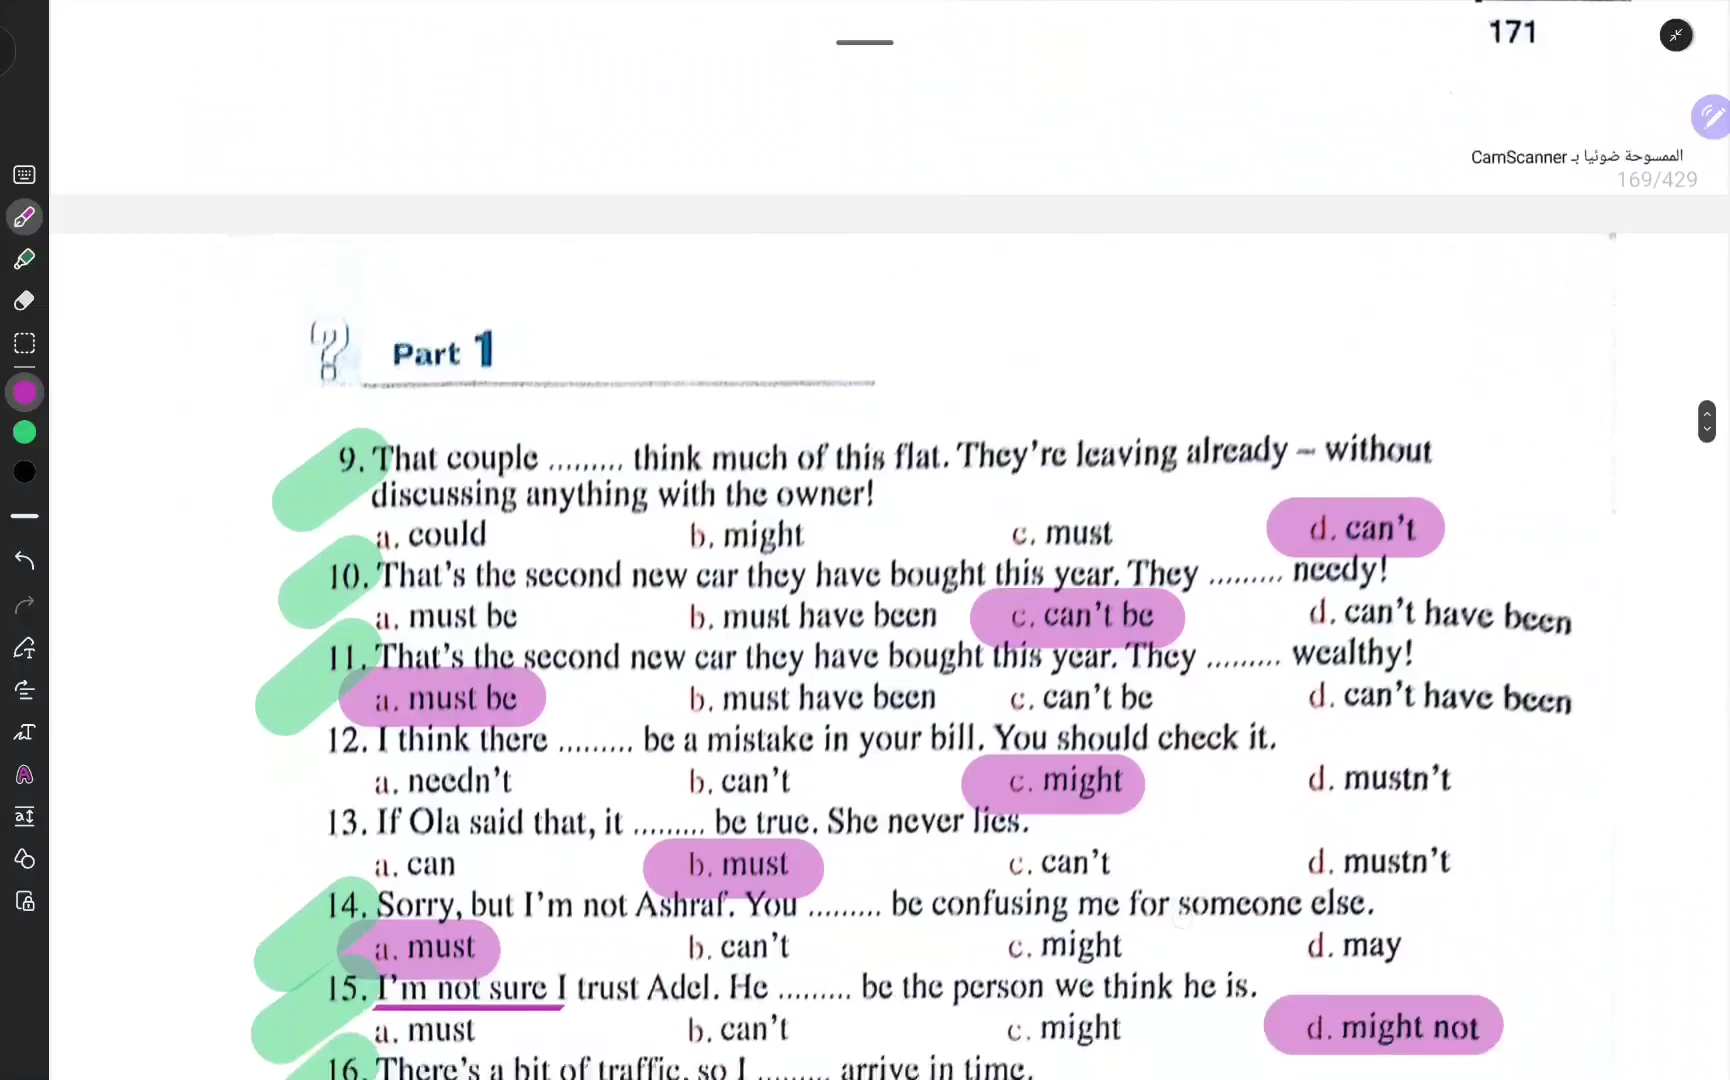 171
الممسوحة ضوئيا بـ CamScanner
169/429
Part 1
9. That couple ......... think much of this flat. They're leaving already – without
discussing anything with the owner!
a. could b. might c. must d. can't
10. That's the second new car they have bought this year. They ......... needy!
a. must be b. must have been c. can't be d. can't have been
11. That's the second new car they have bought this year. They ......... wealthy!
a. must be b. must have been c. can't be d. can't have been
12. I think there ......... be a mistake in your bill. You should check it.
a. needn't b. can't c. might d. mustn't
13. If Ola said that, it ......... be true. She never lies.
a. can b. must c. can't d. mustn't
14. Sorry, but I'm not Ashraf. You ......... be confusing me for someone else.
a. must b. can't c. might d. may
15. I'm not sure I trust Adel. He ......... be the person we think he is.
a. must b. can't c. might d. might not
16. There's a bit of traffic, so I ......... arrive in time.